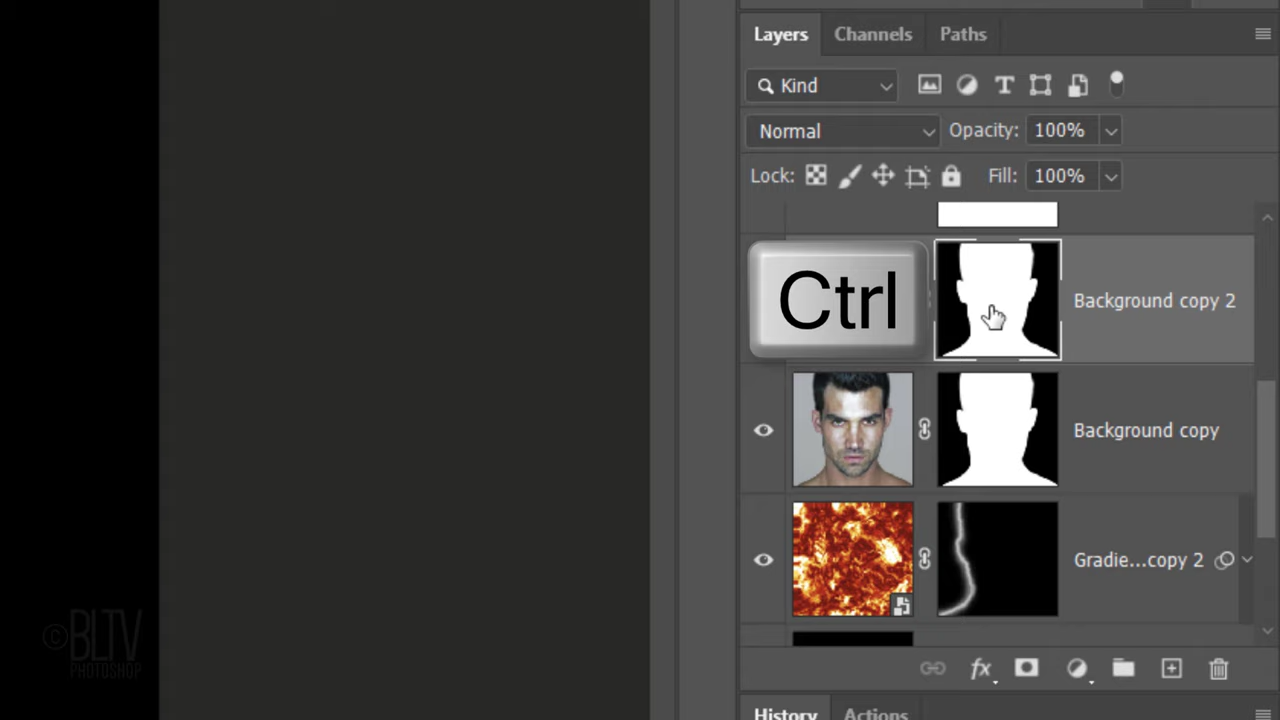 Layers Channels Paths
Kind
Normal Opacity: 100%
Lock: Fill: 100%
Ctrl Background copy 2
Background copy
Gradie...copy 2
fx
©BLTV
PHOTOSHOP
History Actions